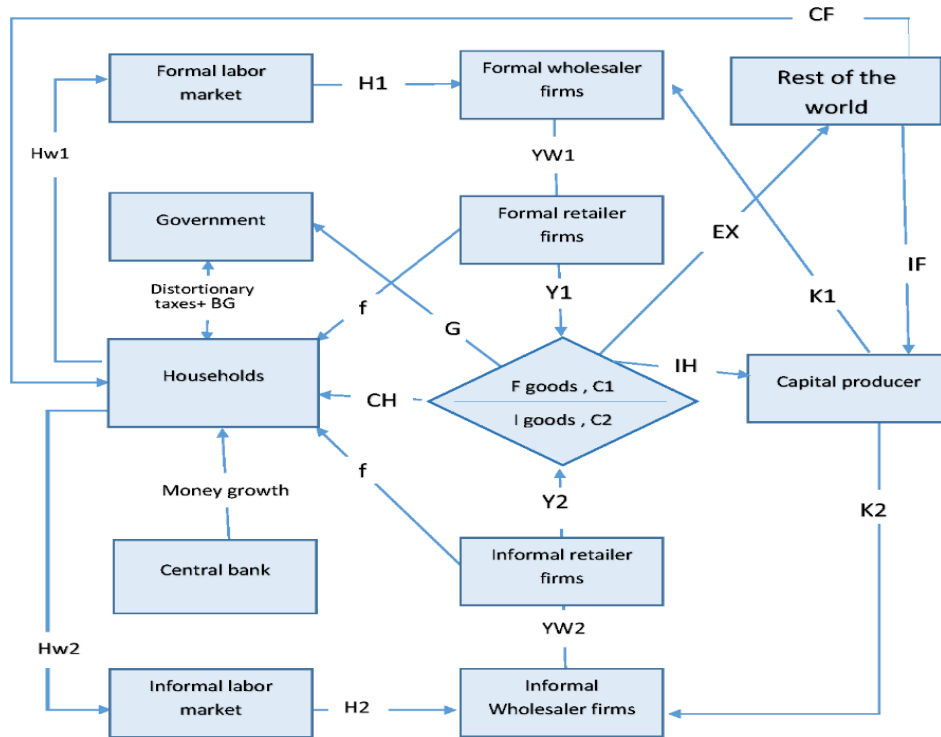 CF
Formal labor
market
H1
Formal wholesaler
firms
Rest of the
world
Hw1
YW1
Government
Formal retailer
firms
EX
IF
Distortionary
taxes+ BG
f
Y1
K1
G
Households
F goods , C1
I goods , C2
IH
Capital producer
CH
f
Money growth
Y2
K2
Central bank
Informal retailer
firms
YW2
Hw2
Informal labor
market
H2
Informal
Wholesaler firms